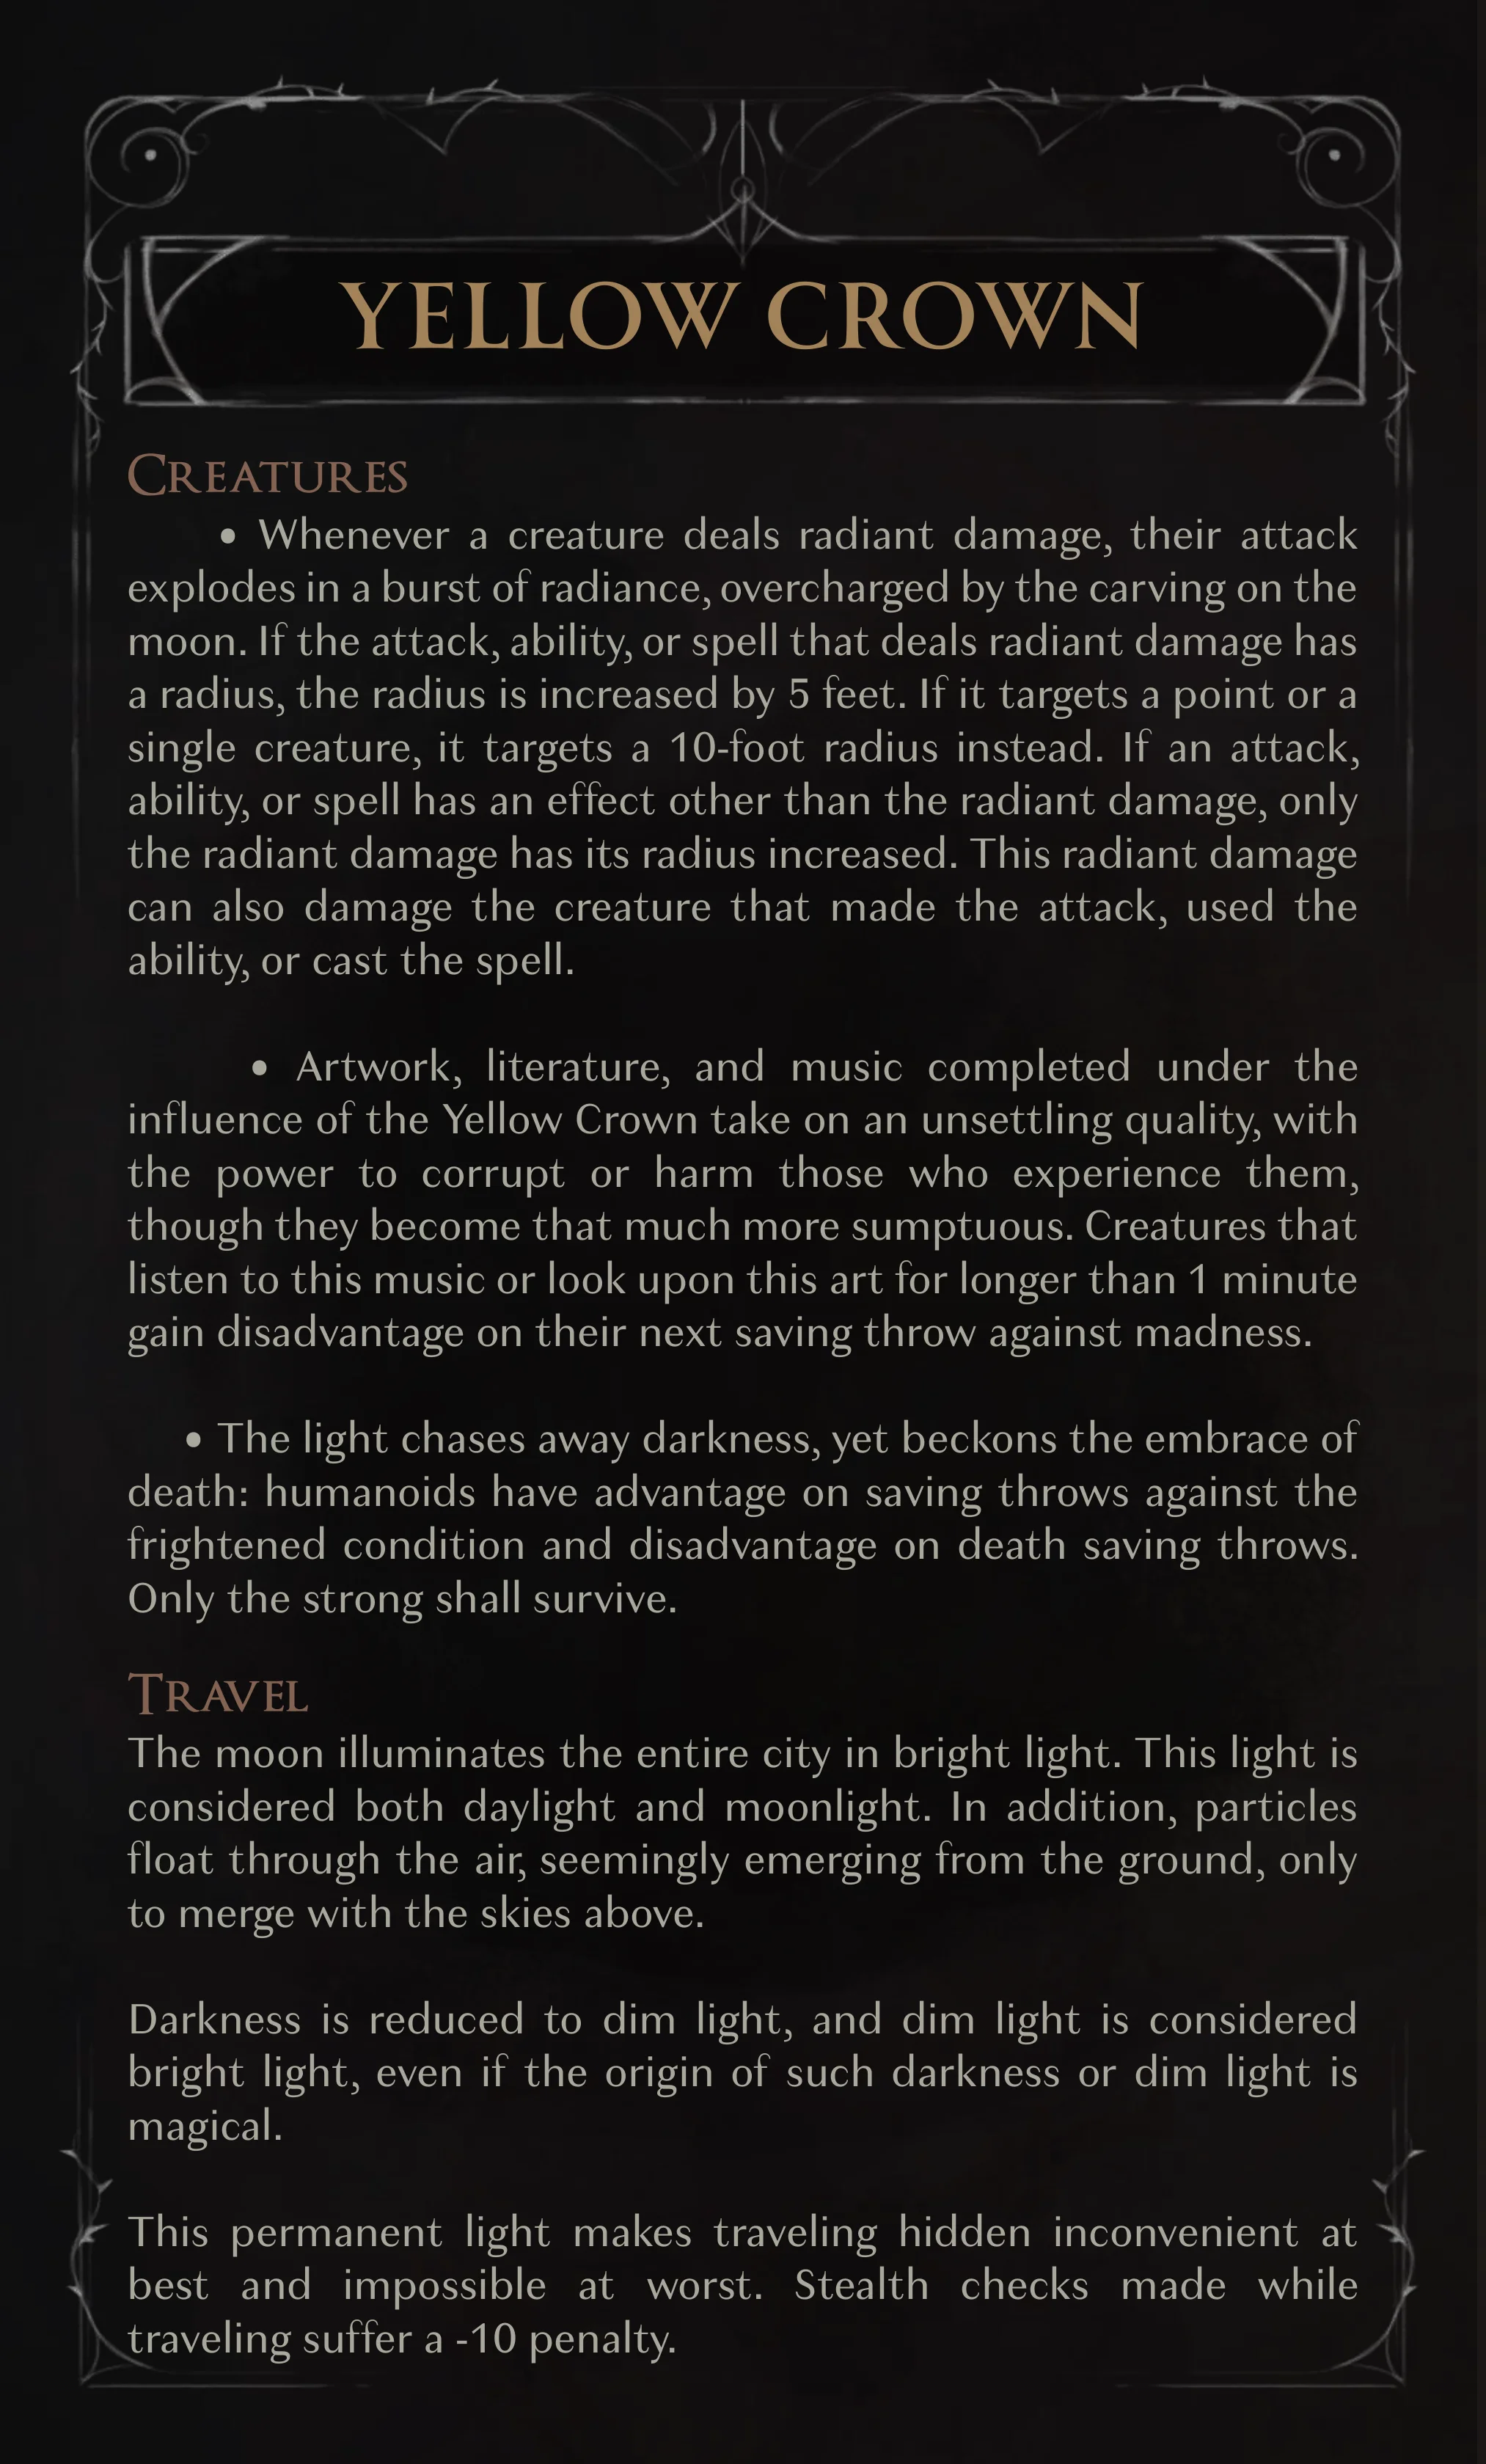 YELLOW CROWN
CREATURES
• Whenever a creature deals radiant damage, their attack
explodes in a burst of radiance, overcharged by the carving on the
moon. If the attack, ability, or spell that deals radiant damage has
a radius, the radius is increased by 5 feet. If it targets a point or a
single creature, it targets a 10-foot radius instead. If an attack,
ability, or spell has an effect other than the radiant damage, only
the radiant damage has its radius increased. This radiant damage
can also damage the creature that made the attack, used the
ability, or cast the spell.
• Artwork, literature, and music completed under the
influence of the Yellow Crown take on an unsettling quality, with
the power to corrupt or harm those who experience them,
though they become that much more sumptuous. Creatures that
listen to this music or look upon this art for longer than 1 minute
gain disadvantage on their next saving throw against madness.
• The light chases away darkness, yet beckons the embrace of
death: humanoids have advantage on saving throws against the
frightened condition and disadvantage on death saving throws.
Only the strong shall survive.
TRAVEL
The moon illuminates the entire city in bright light. This light is
considered both daylight and moonlight. In addition, particles
float through the air, seemingly emerging from the ground, only
to merge with the skies above.
Darkness is reduced to dim light, and dim light is considered
bright light, even if the origin of such darkness or dim light is
magical.
This permanent light makes traveling hidden inconvenient at
best and impossible at worst. Stealth checks made while
traveling suffer a -10 penalty.